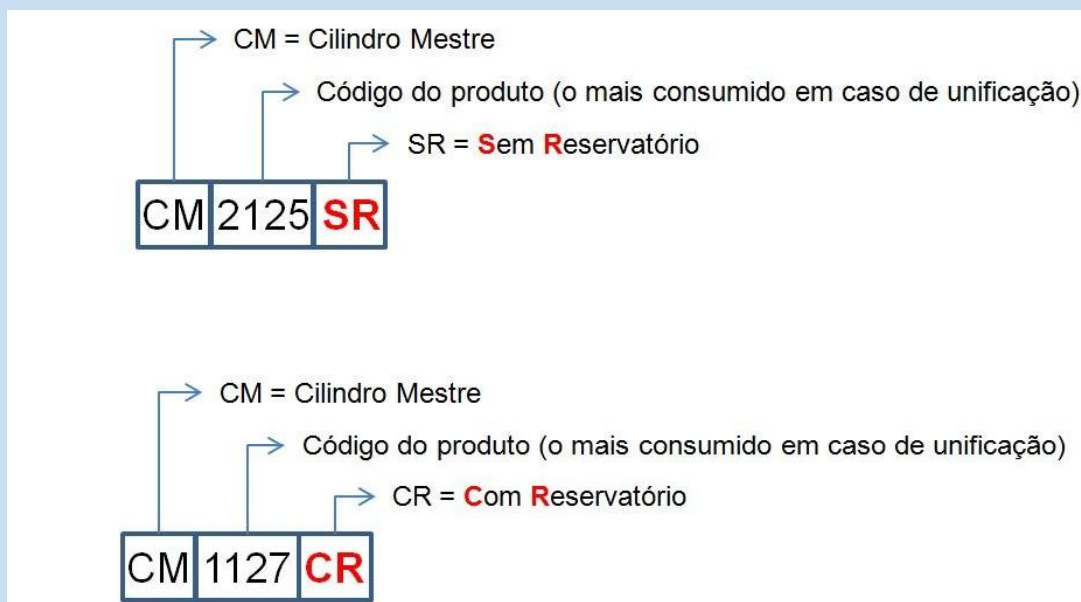 CM = Cilindro Mestre
Código do produto (o mais consumido em caso de unificação)
SR = Sem Reservatório
CM 2125 SR
CM = Cilindro Mestre
Código do produto (o mais consumido em caso de unificação)
CR = Com Reservatório
CM 1127 CR